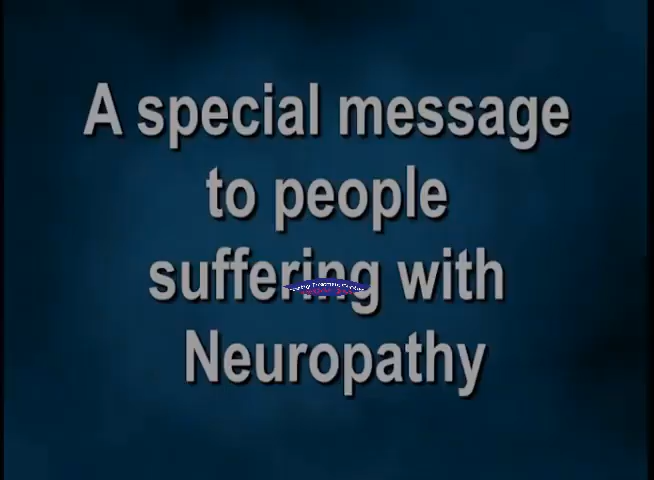 A special message
to people
suffering with
Neuropathy